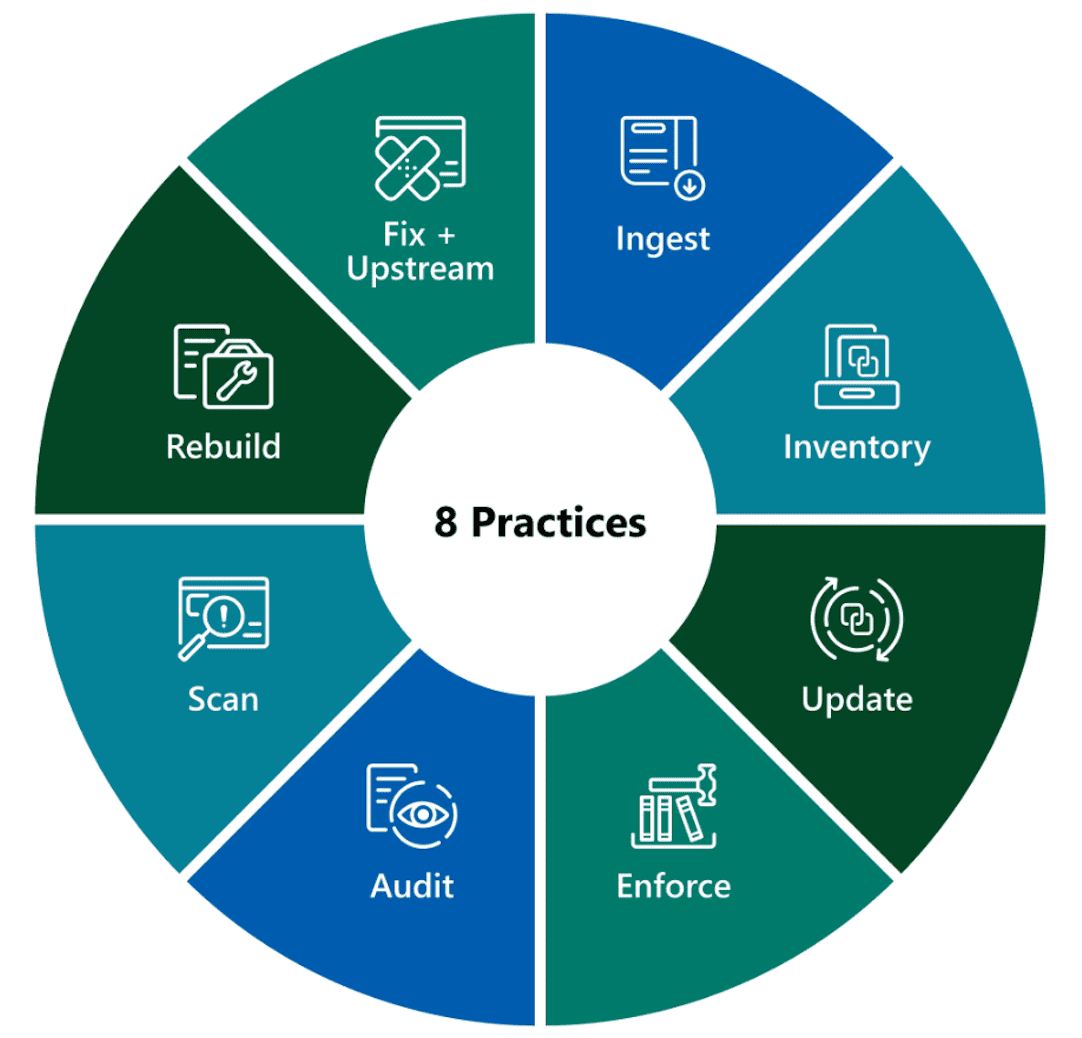 Fix +
Upstream
Ingest
Rebuild
Inventory
8 Practices
Scan
Update
Audit
Enforce